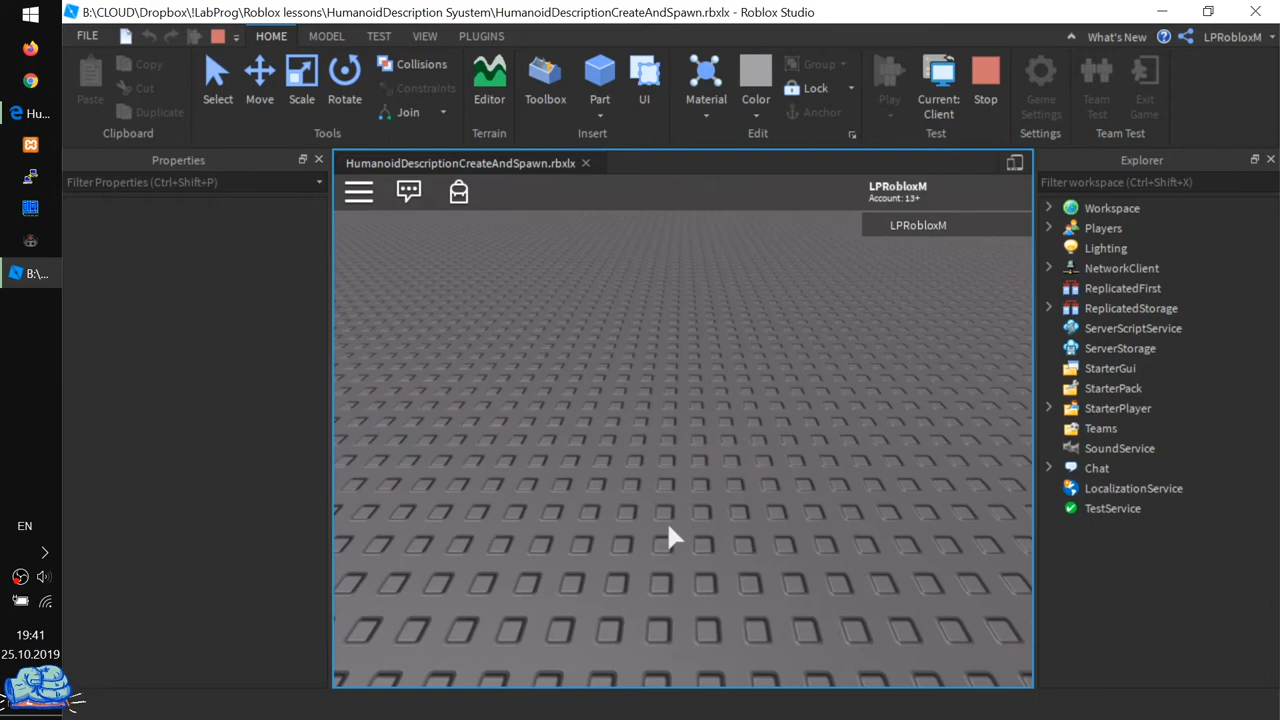 B:\CLOUD\Dropbox\!LabProg\Roblox lessons\HumanoidDescription Syustem\HumanoidDescriptionCreateAndSpawn.rbxlx - Roblox Studio
FILE HOME MODEL TEST VIEW PLUGINS What's New LPRobloxM
Paste Copy Cut Duplicate
Clipboard
Select Move Scale Rotate Collisions Constraints Join
Tools
Editor
Terrain
Toolbox Part UI
Insert
Material Color Group Lock Anchor
Edit
Play Current: Client Stop
Test
Game Settings
Settings
Team Test Exit Game
Team Test
Properties
Filter Properties (Ctrl+Shift+P)
HumanoidDescriptionCreateAndSpawn.rbxlx
LPRobloxM
Account: 13+
LPRobloxM
Explorer
Filter workspace (Ctrl+Shift+X)
Workspace
Players
Lighting
NetworkClient
ReplicatedFirst
ReplicatedStorage
ServerScriptService
ServerStorage
StarterGui
StarterPack
StarterPlayer
Teams
SoundService
Chat
LocalizationService
TestService
Hu...
B:\...
EN
19:41
25.10.2019